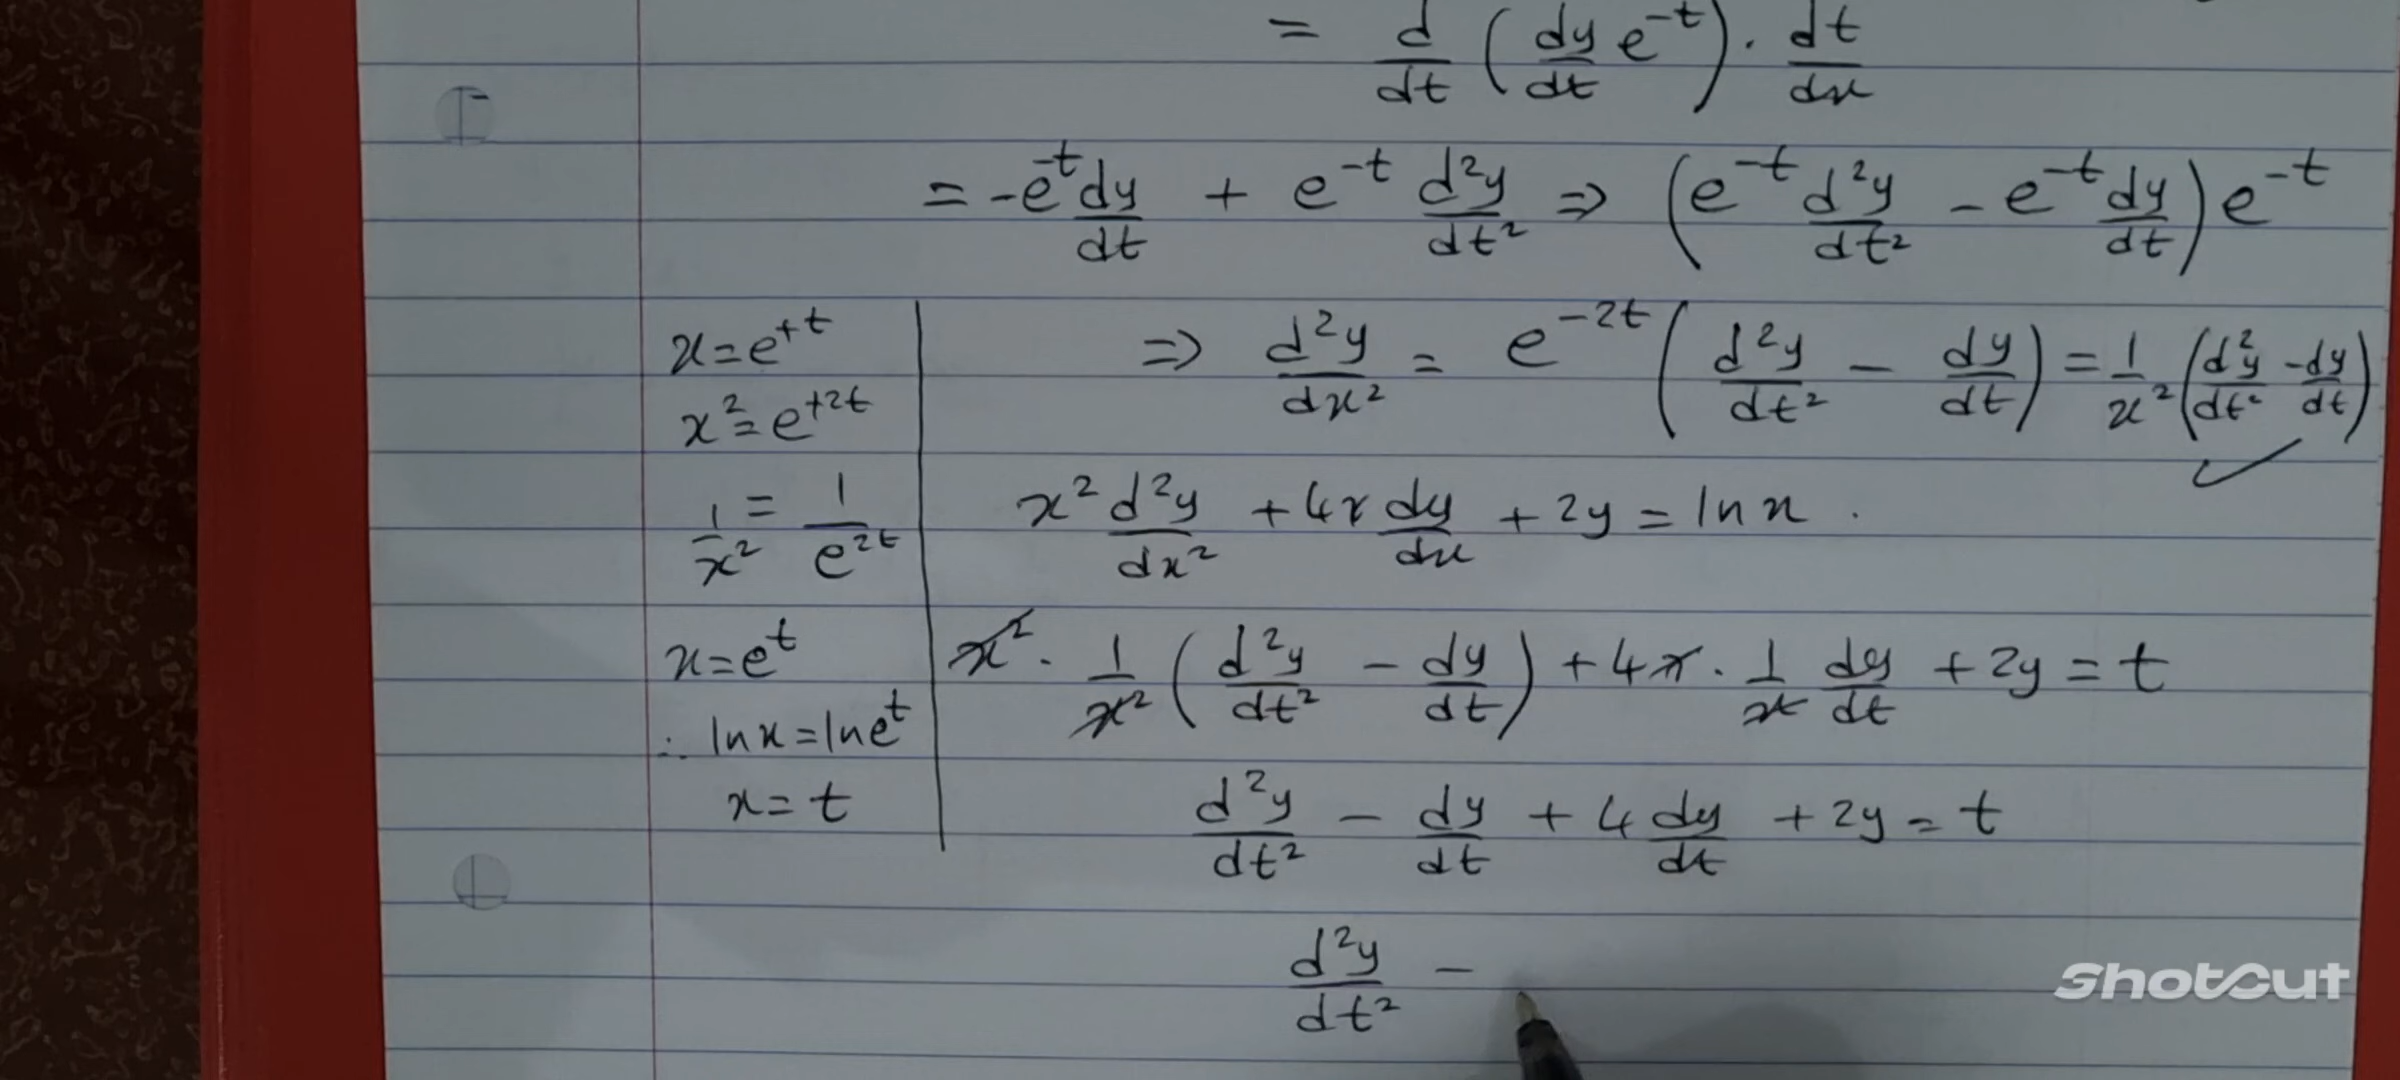 = d/dt (dy/dt e^-t) . dt/dx
= -e^-t dy/dt + e^-t d²y/dt² => (e^-t d²y/dt² - e^-t dy/dt) e^-t
x=e^+t
=> d²y/dx² = e^-2t (d²y/dt² - dy/dt) = 1/x² (d²y/dt² - dy/dt) ✓
x²=e^+2t
1/x² = 1/e^2t
x² d²y/dx² + 4x dy/dx + 2y = ln x .
x=e^t
x² . 1/x² (d²y/dt² - dy/dt) + 4x . 1/x dy/dt + 2y = t
∴ ln x = ln e^t
x = t
d²y/dt² - dy/dt + 4 dy/dt + 2y = t
d²y/dt² -
Shotcut